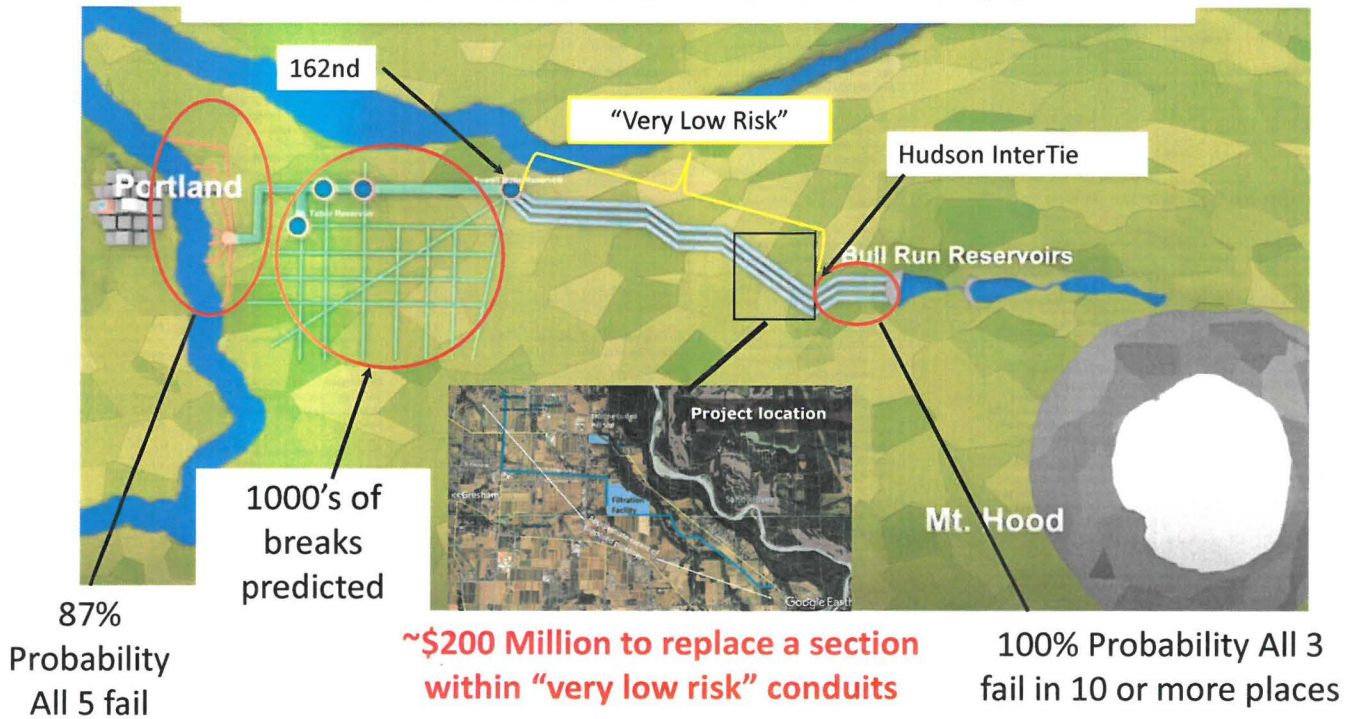 162nd
"Very Low Risk"
Hudson InterTie
Portland
Tabor Reservoir
Bull Run Reservoirs
Project location
<< Gresham
Filtration
Facility
Google Earth
Mt. Hood
1000's of
breaks
predicted
87%
Probability
All 5 fail
~$200 Million to replace a section
within "very low risk" conduits
100% Probability All 3
fail in 10 or more places